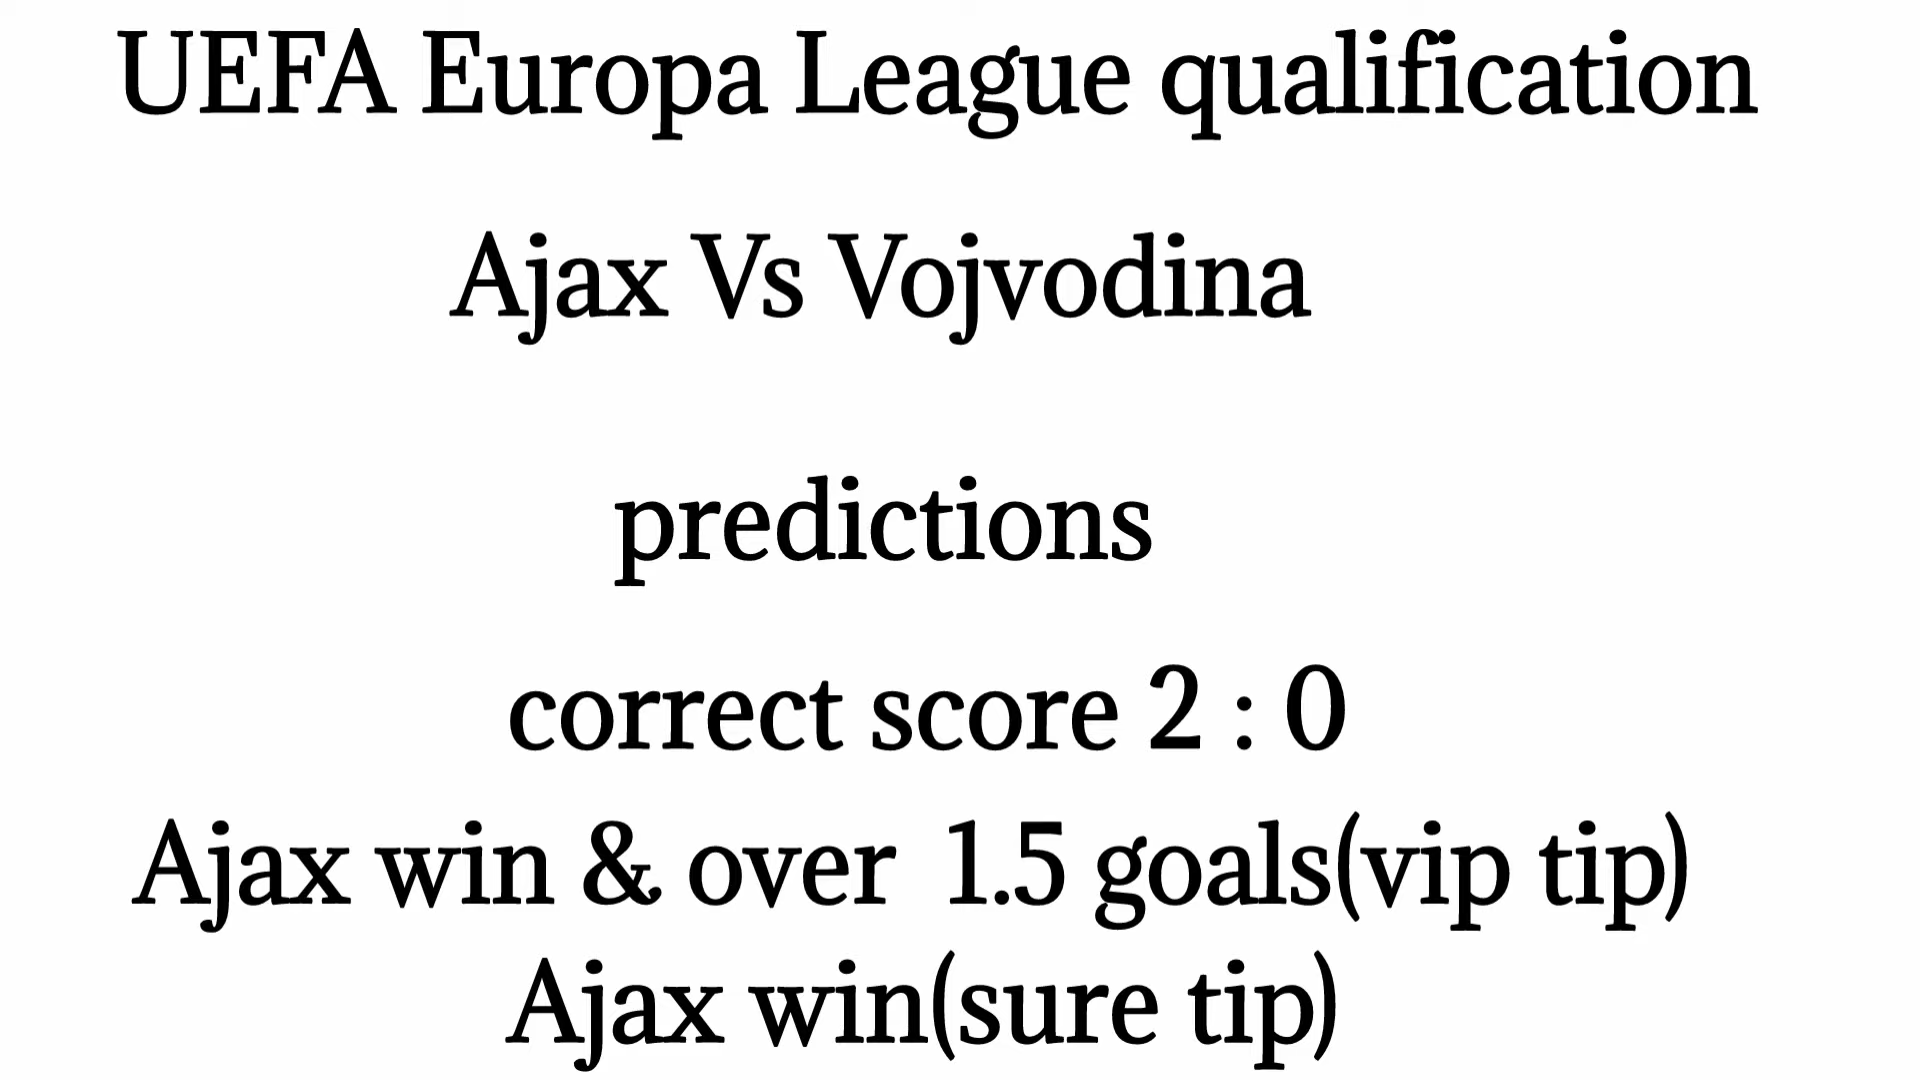 UEFA Europa League qualification
Ajax Vs Vojvodina
predictions
correct score 2 : 0
Ajax win & over 1.5 goals(vip tip)
Ajax win(sure tip)